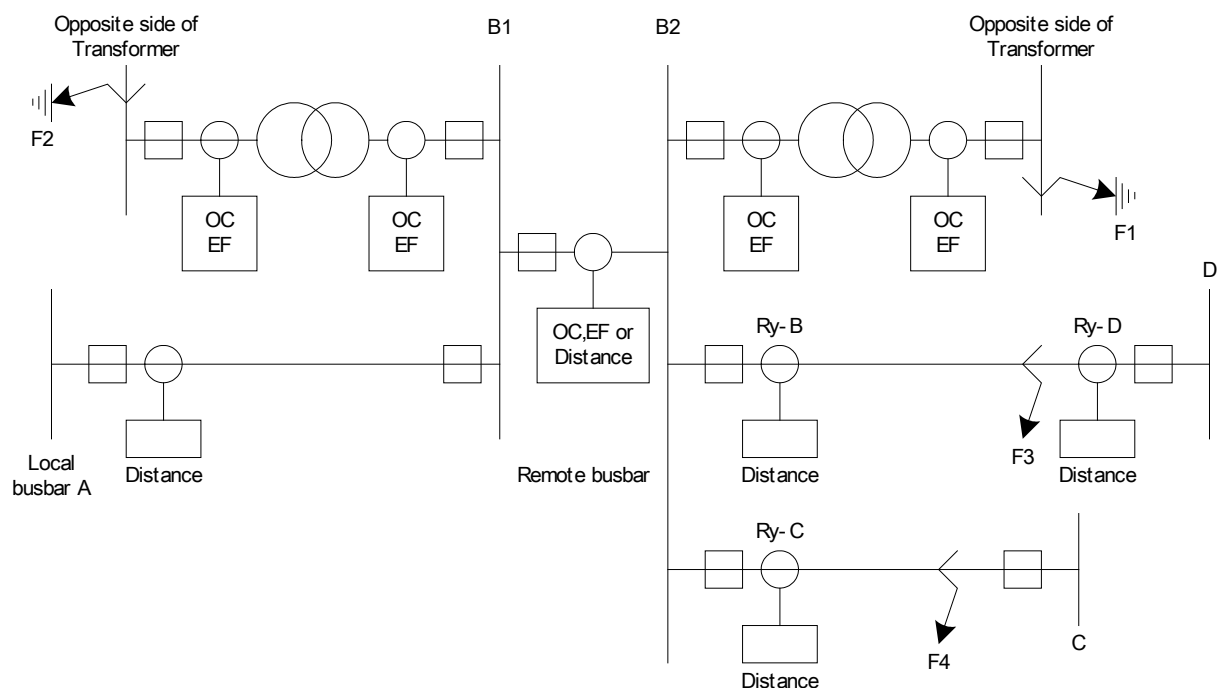 Opposite side of
Transformer
B1
B2
Opposite side of
Transformer
F2
OC
EF
OC
EF
OC
EF
OC
EF
F1
D
OC,EF or
Distance
Ry-B
Ry-D
Local
busbar A
Distance
Remote busbar
Distance
F3
Distance
Ry-C
Distance
F4
C